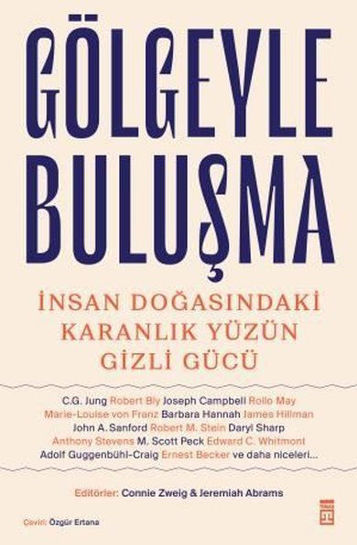 GÖLGEYLE
BULUŞMA
İNSAN DOĞASINDAKİ
KARANLIK YÜZÜN
GİZLİ GÜCÜ
C.G. Jung Robert Bly Joseph Campbell Rollo May
Marie-Louise von Franz Barbara Hannah James Hillman
John A. Sanford Robert M. Stein Daryl Sharp
Anthony Stevens M. Scott Peck Edward C. Whitmont
Adolf Guggenbühl-Craig Ernest Becker ve daha niceleri...
Editörler: Connie Zweig & Jeremiah Abrams
Çeviri: Özgür Ertana